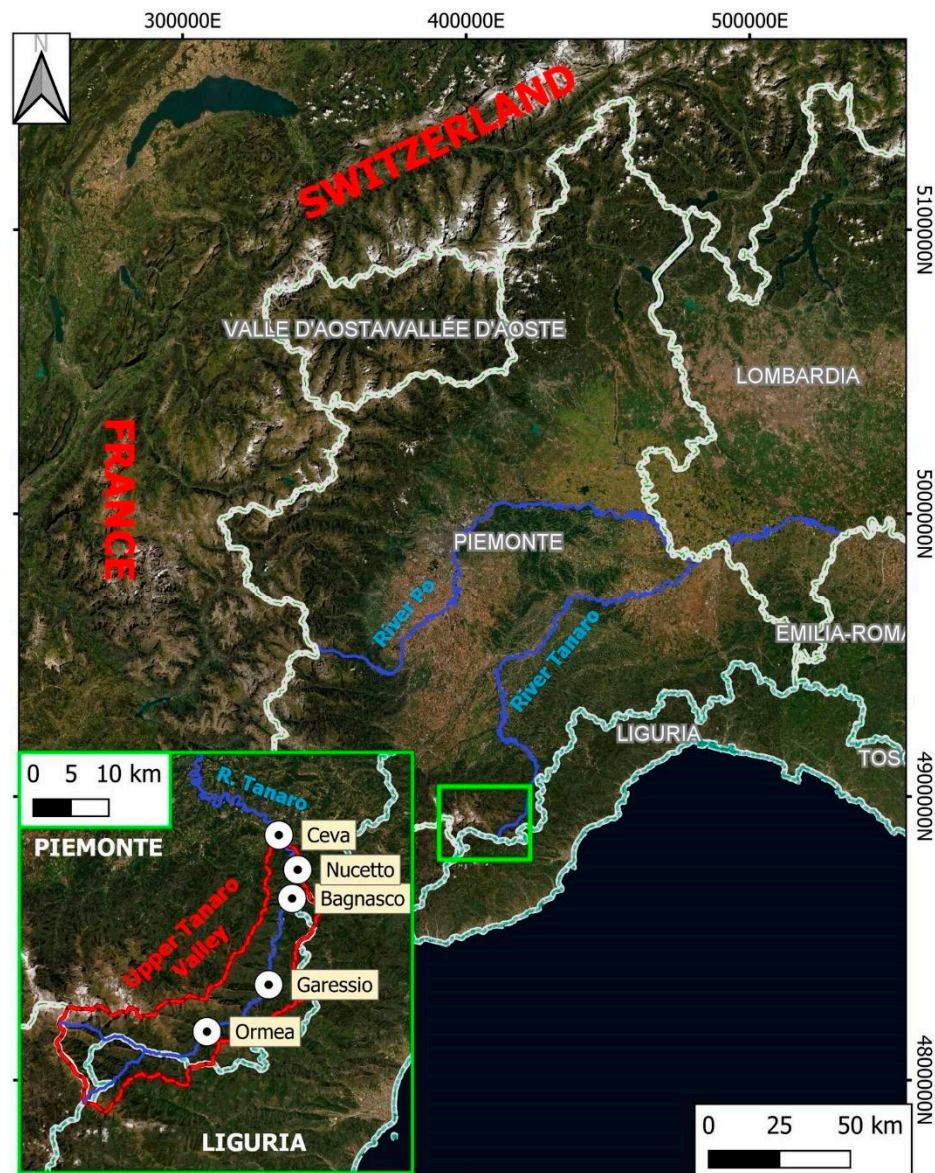 300000E
400000E
500000E
N
SWITZERLAND
5100000N
VALLE D'AOSTA/VALLÉE D'AOSTE
LOMBARDIA
FRANCE
5000000N
PIEMONTE
River Po
River Tanaro
EMILIA-ROMA
LIGURIA
TOSC
4900000N
0 5 10 km
R. Tanaro
Ceva
PIEMONTE
Nucetto
Bagnasco
Upper Tanaro
Valley
Garessio
Ormea
4800000N
LIGURIA
0 25 50 km